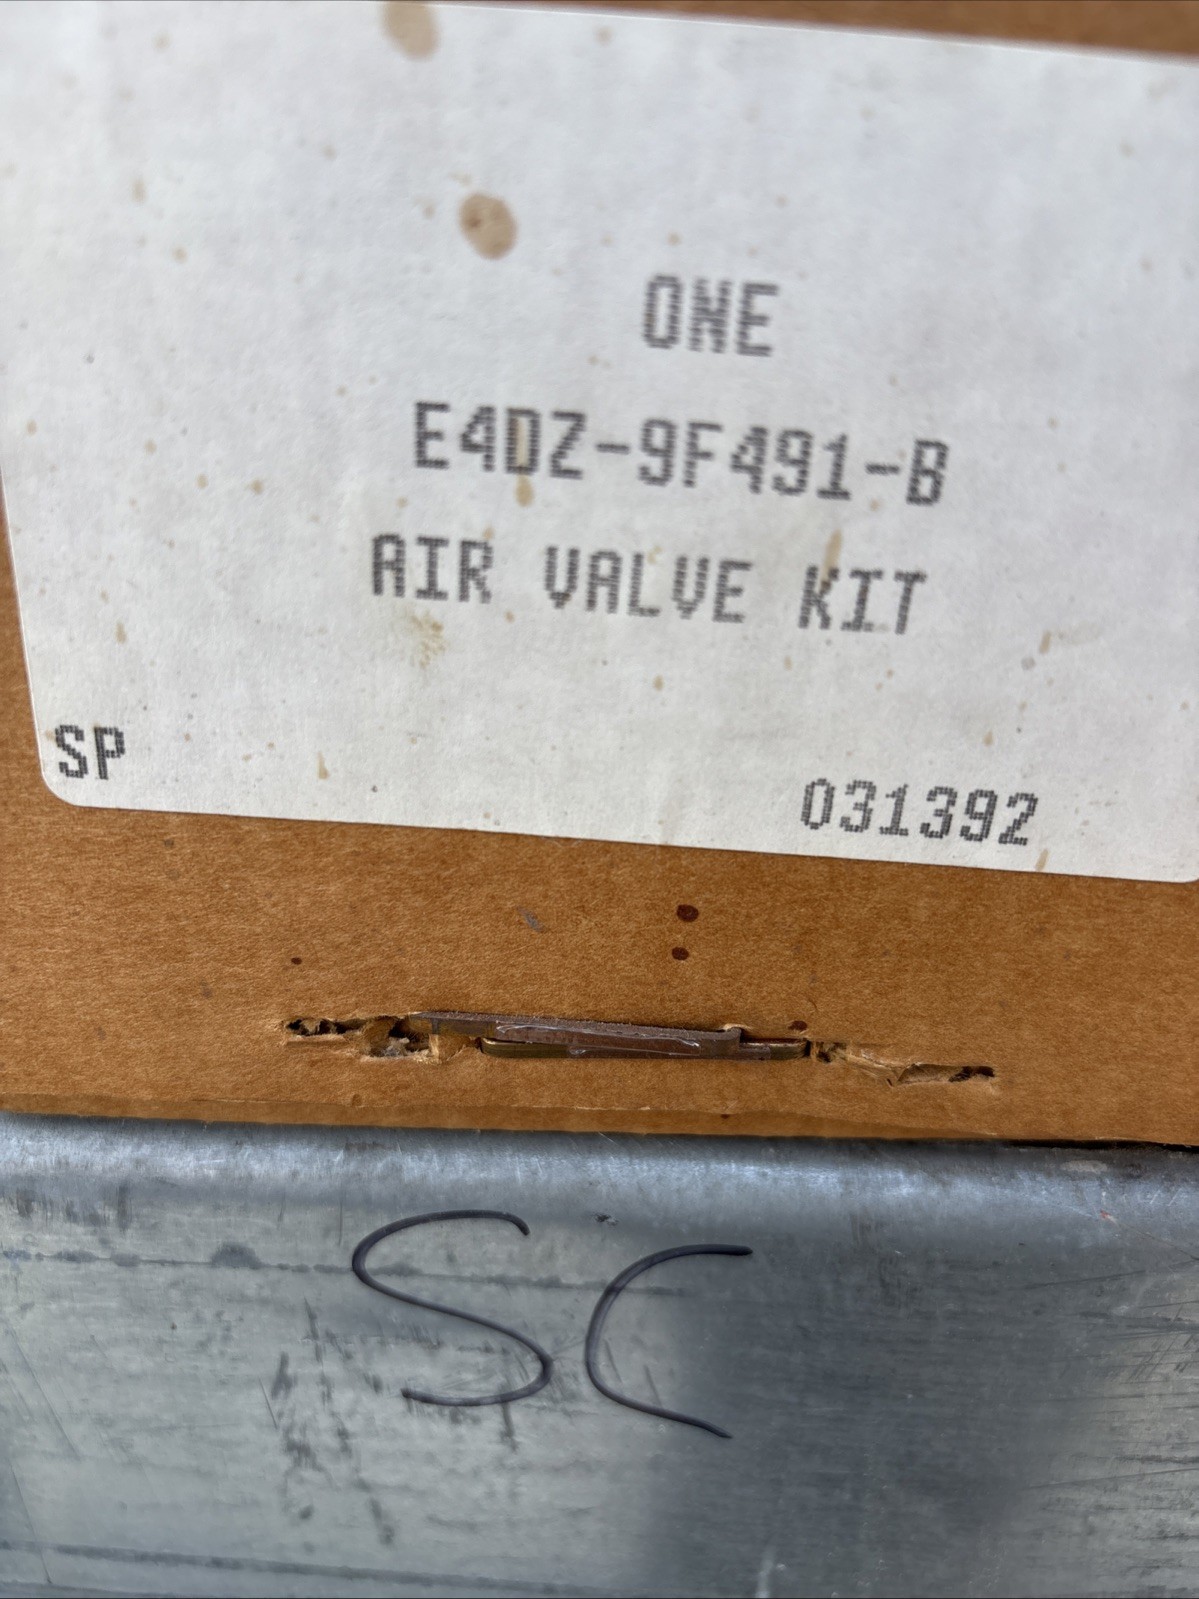 ONE
E4DZ-9F491-B
AIR VALVE KIT
SP
031392
SC